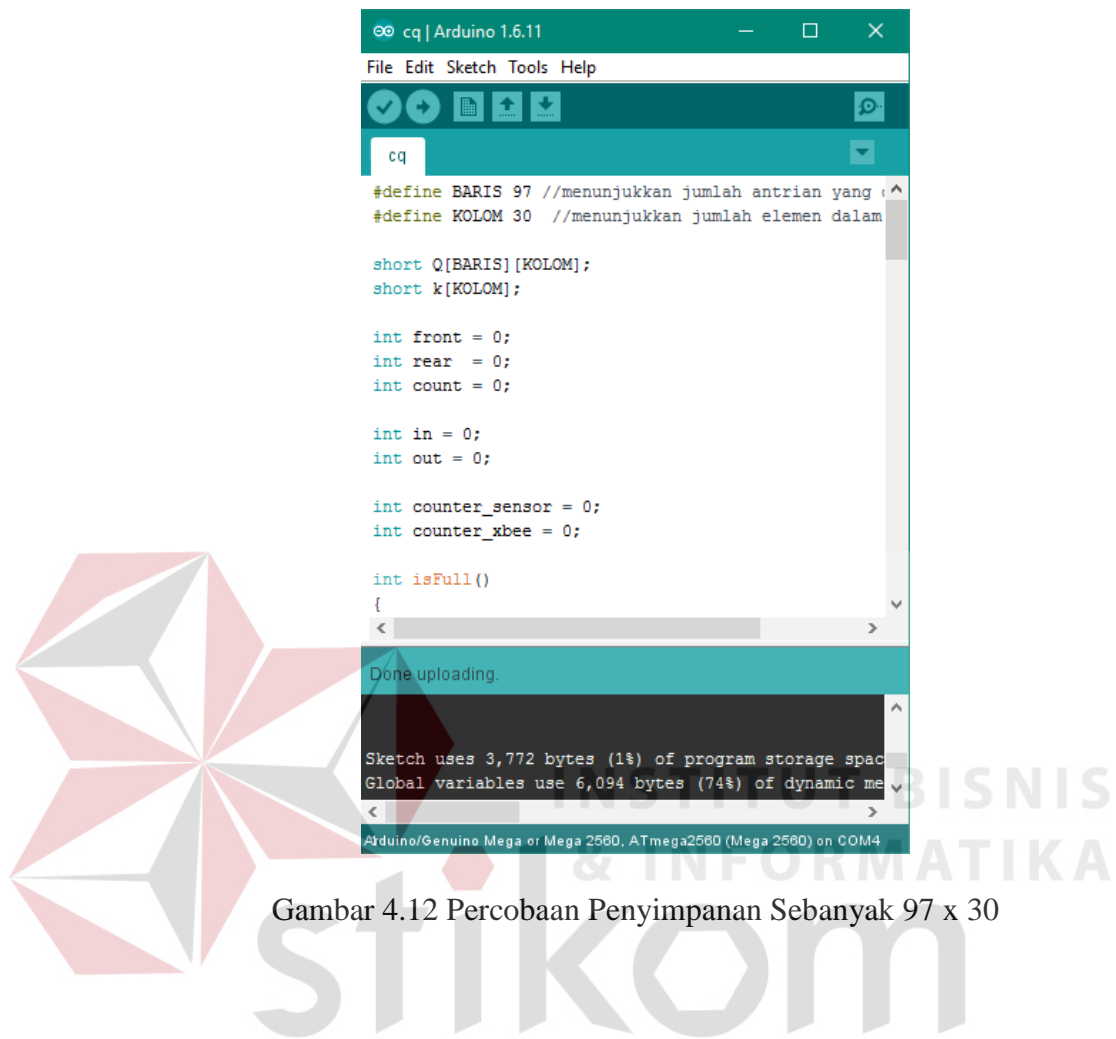 cq | Arduino 1.6.11
File Edit Sketch Tools Help
cq
#define BARIS 97 //menunjukkan jumlah antrian yang
#define KOLOM 30 //menunjukkan jumlah elemen dalam
short Q[BARIS][KOLOM];
short k[KOLOM];
int front = 0;
int rear = 0;
int count = 0;
int in = 0;
int out = 0;
int counter_sensor = 0;
int counter_xbee = 0;
int isFull()
{
Done uploading.
Sketch uses 3,772 bytes (1%) of program storage spac
Global variables use 6,094 bytes (74%) of dynamic me
Arduino/Genuino Mega or Mega 2560, ATmega2560 (Mega 2560) on COM4
INSTITUT BISNIS
& INFORMATIKA
stikom
Gambar 4.12 Percobaan Penyimpanan Sebanyak 97 x 30